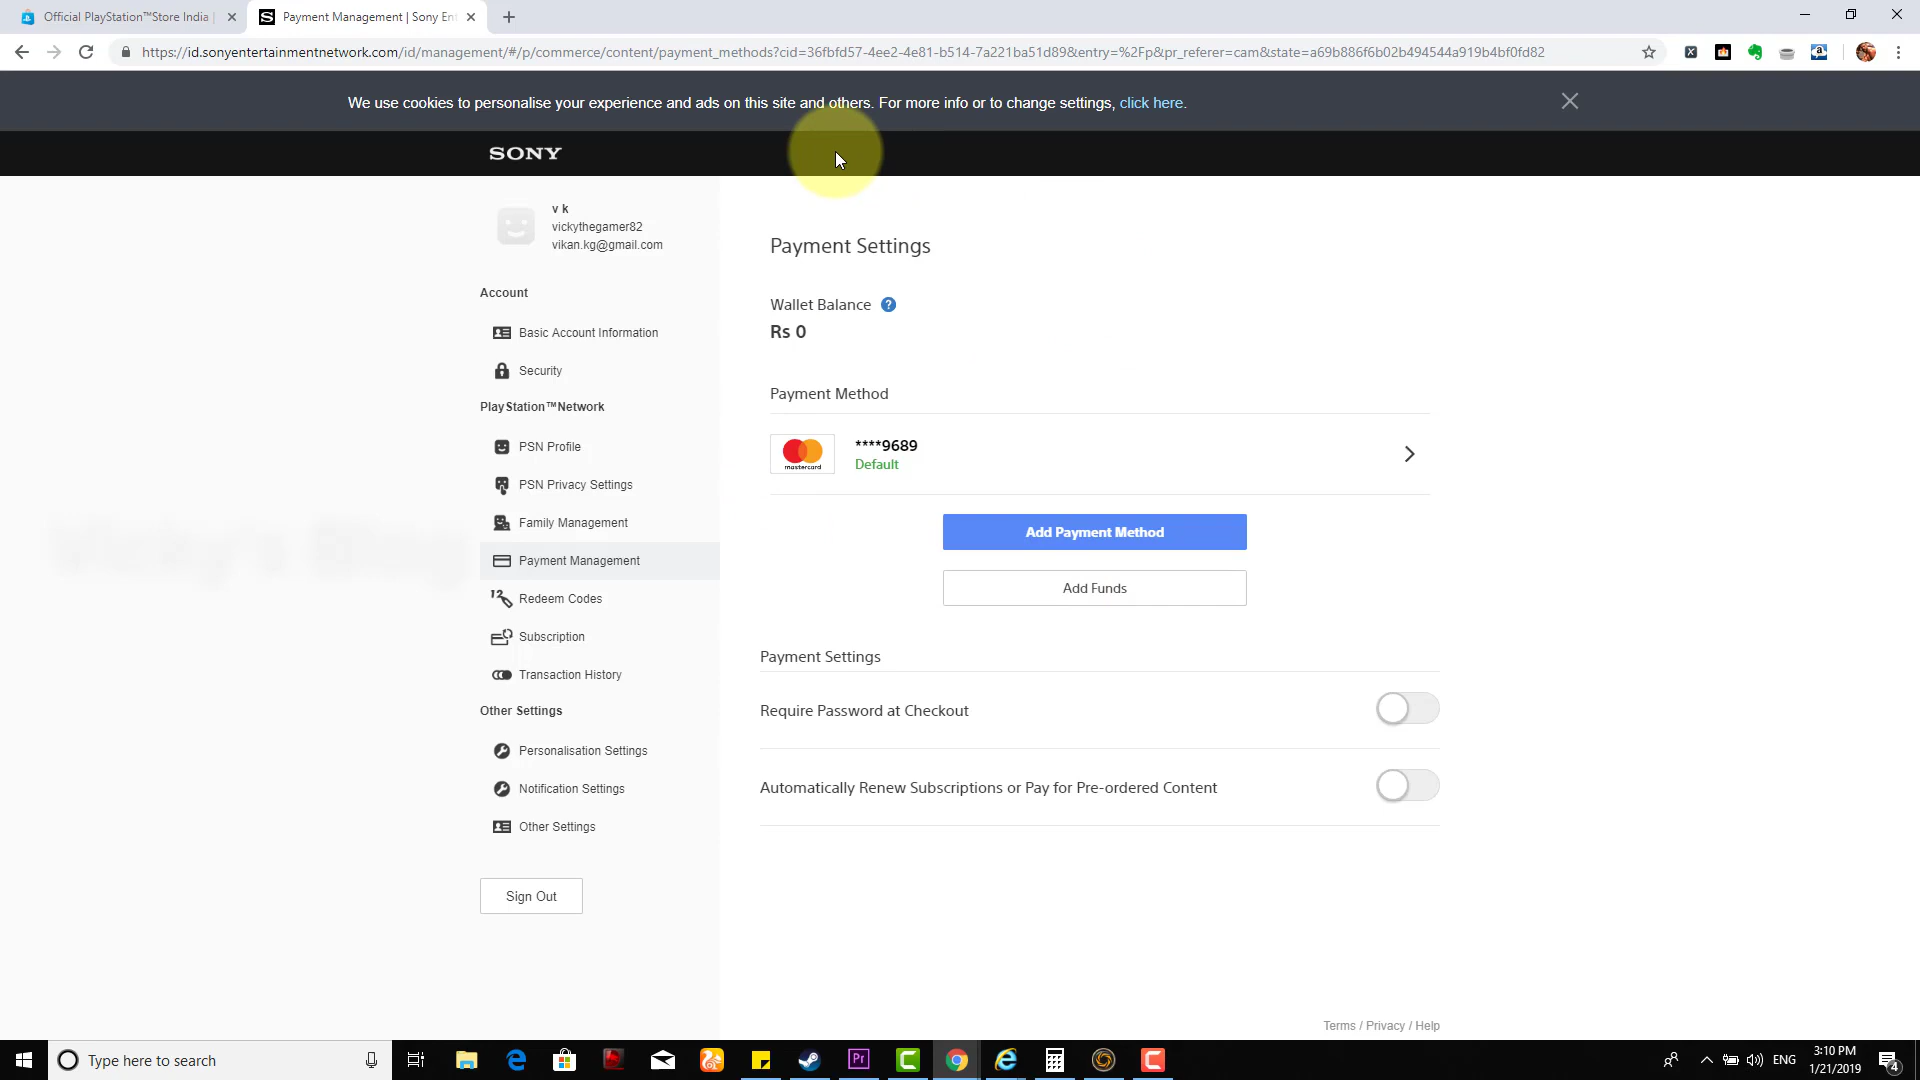 Official PlayStation™Store India
Payment Management | Sony Ent
https://id.sonyentertainmentnetwork.com/id/management/#/p/commerce/content/payment_methods?cid=36fbfd57-4ee2-4e81-b514-7a221ba51d89&entry=%2Fp&pr_referer=cam&state=a69b886f6b02b494544a919b4bf0fd82
We use cookies to personalise your experience and ads on this site and others. For more info or to change settings, click here.
SONY
v k
vickythegamer82
vikan.kg@gmail.com
Account
Basic Account Information
Security
PlayStation™Network
PSN Profile
PSN Privacy Settings
Family Management
Payment Management
Redeem Codes
Subscription
Transaction History
Other Settings
Personalisation Settings
Notification Settings
Other Settings
Sign Out
Vicky's Blog
Payment Settings
Wallet Balance ?
Rs 0
Payment Method
mastercard
****9689
Default
Add Payment Method
Add Funds
Payment Settings
Require Password at Checkout
Automatically Renew Subscriptions or Pay for Pre-ordered Content
Terms / Privacy / Help
Type here to search
Pr
ENG
3:10 PM
1/21/2019
4